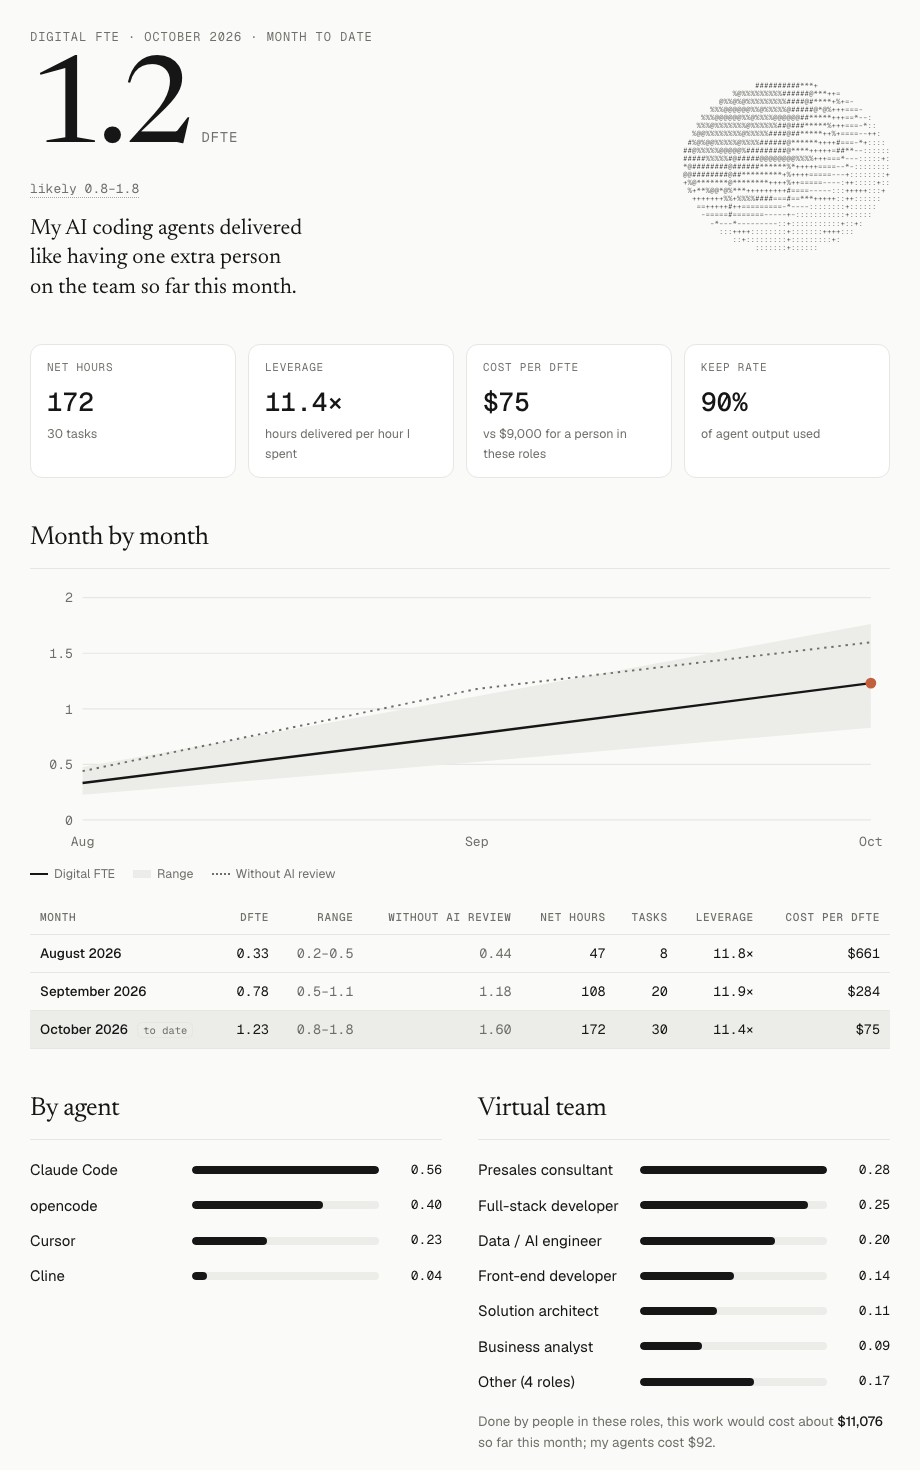 DIGITAL FTE · OCTOBER 2026 · MONTH TO DATE
1.2 DFTE
likely 0.8–1.8
My AI coding agents delivered
like having one extra person
on the team so far this month.
NET HOURS
172
30 tasks
LEVERAGE
11.4×
hours delivered per hour I
spent
COST PER DFTE
$75
vs $9,000 for a person in
these roles
KEEP RATE
90%
of agent output used
Month by month
2
1.5
1
0.5
0
Aug Sep Oct
Digital FTE Range Without AI review
MONTH DFTE RANGE WITHOUT AI REVIEW NET HOURS TASKS LEVERAGE COST PER DFTE
August 2026 0.33 0.2–0.5 0.44 47 8 11.8× $661
September 2026 0.78 0.5–1.1 1.18 108 20 11.9× $284
October 2026 to date 1.23 0.8–1.8 1.60 172 30 11.4× $75
By agent
Claude Code 0.56
opencode 0.40
Cursor 0.23
Cline 0.04
Virtual team
Presales consultant 0.28
Full-stack developer 0.25
Data / AI engineer 0.20
Front-end developer 0.14
Solution architect 0.11
Business analyst 0.09
Other (4 roles) 0.17
Done by people in these roles, this work would cost about $11,076
so far this month; my agents cost $92.